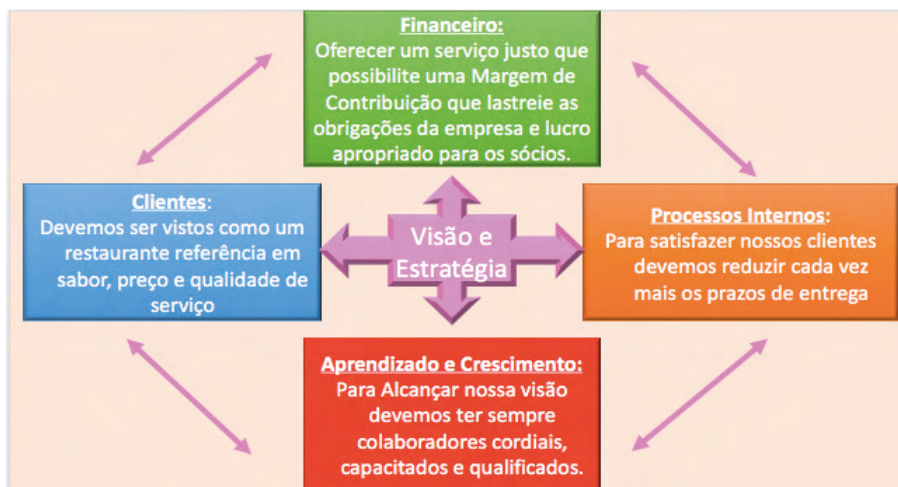 Financeiro:
Oferecer um serviço justo que
possibilite uma Margem de
Contribuição que lastreie as
obrigações da empresa e lucro
apropriado para os sócios.
Clientes:
Devemos ser vistos como um
restaurante referência em
sabor, preço e qualidade de
serviço
Visão e
Estratégia
Processos Internos:
Para satisfazer nossos clientes
devemos reduzir cada vez
mais os prazos de entrega
Aprendizado e Crescimento:
Para Alcançar nossa visão
devemos ter sempre
colaboradores cordiais,
capacitados e qualificados.